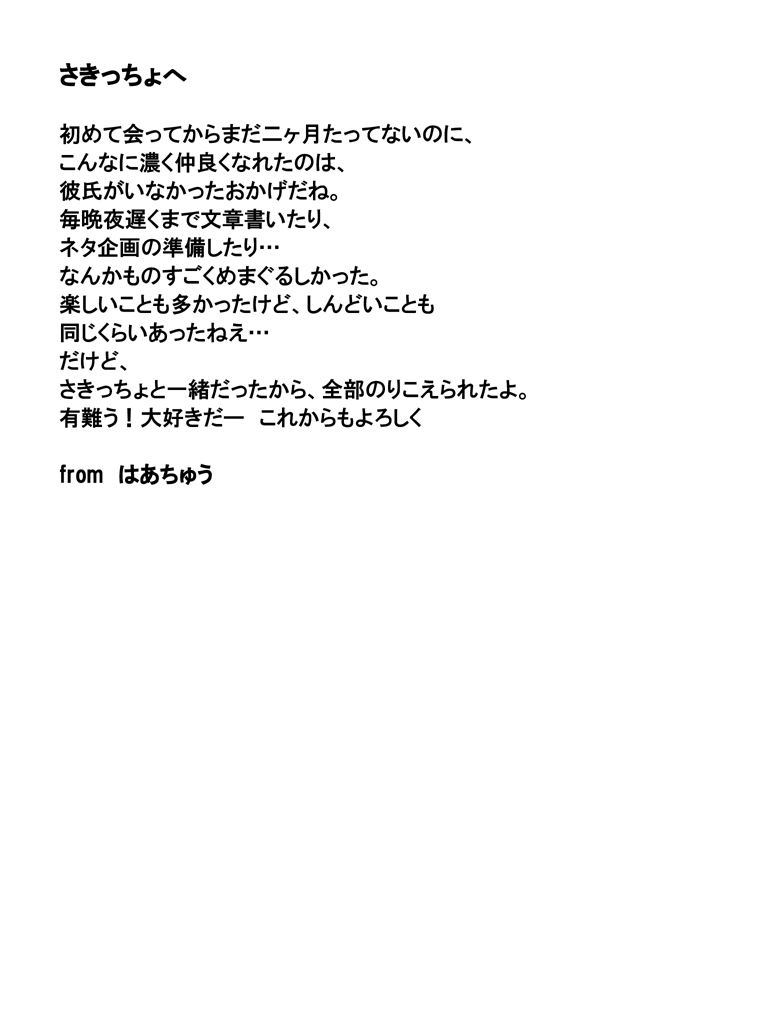 さきっちょへ
初めて会ってからまだ二ヶ月たってないのに、
こんなに濃く仲良くなれたのは、
彼氏がいなかったおかげだね。
毎晩夜遅くまで文章書いたり、
ネタ企画の準備したり…
なんかものすごくめまぐるしかった。
楽しいことも多かったけど、しんどいことも
同じくらいあったねえ…
だけど、
さきっちょと一緒だったから、全部のりこえられたよ。
有難う！大好きだー　これからもよろしく
from　はあちゅう